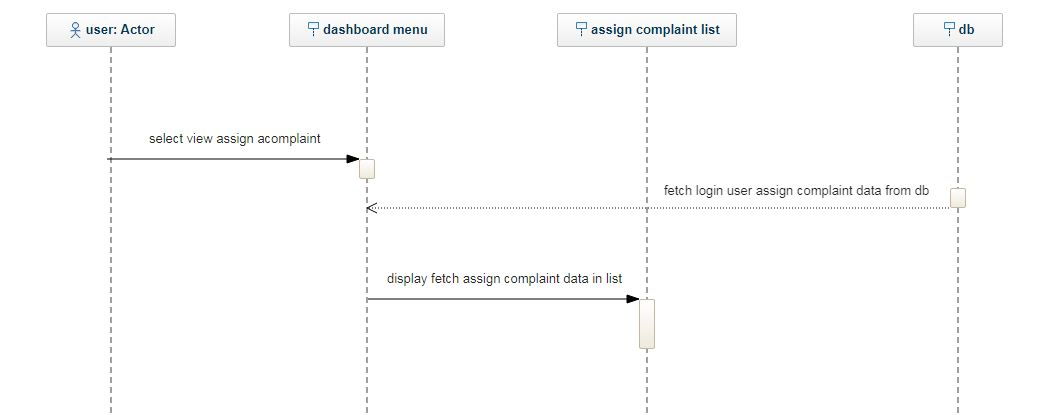 user: Actor
dashboard menu
assign complaint list
db
select view assign acomplaint
fetch login user assign complaint data from db
display fetch assign complaint data in list